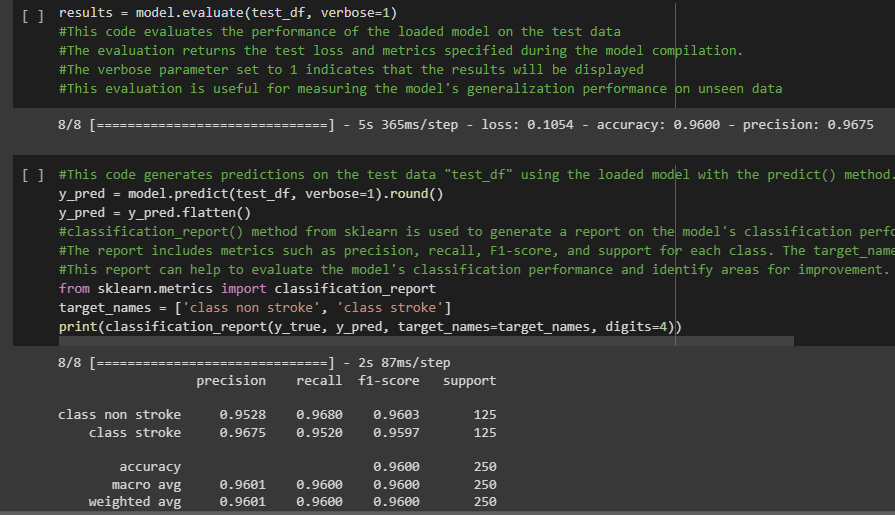 [ ] results = model.evaluate(test_df, verbose=1)
#This code evaluates the performance of the loaded model on the test data
#The evaluation returns the test loss and metrics specified during the model compilation.
#The verbose parameter set to 1 indicates that the results will be displayed
#This evaluation is useful for measuring the model's generalization performance on unseen data
8/8 [==============================] - 5s 365ms/step - loss: 0.1054 - accuracy: 0.9600 - precision: 0.9675
[ ] #This code generates predictions on the test data "test_df" using the loaded model with the predict() method.
y_pred = model.predict(test_df, verbose=1).round()
y_pred = y_pred.flatten()
#classification_report() method from sklearn is used to generate a report on the model's classification perfo
#The report includes metrics such as precision, recall, F1-score, and support for each class. The target_name
#This report can help to evaluate the model's classification performance and identify areas for improvement.
from sklearn.metrics import classification_report
target_names = ['class non stroke', 'class stroke']
print(classification_report(y_true, y_pred, target_names=target_names, digits=4))
8/8 [==============================] - 2s 87ms/step
precision recall f1-score support
class non stroke 0.9528 0.9680 0.9603 125
class stroke 0.9675 0.9520 0.9597 125
accuracy 0.9600 250
macro avg 0.9601 0.9600 0.9600 250
weighted avg 0.9601 0.9600 0.9600 250